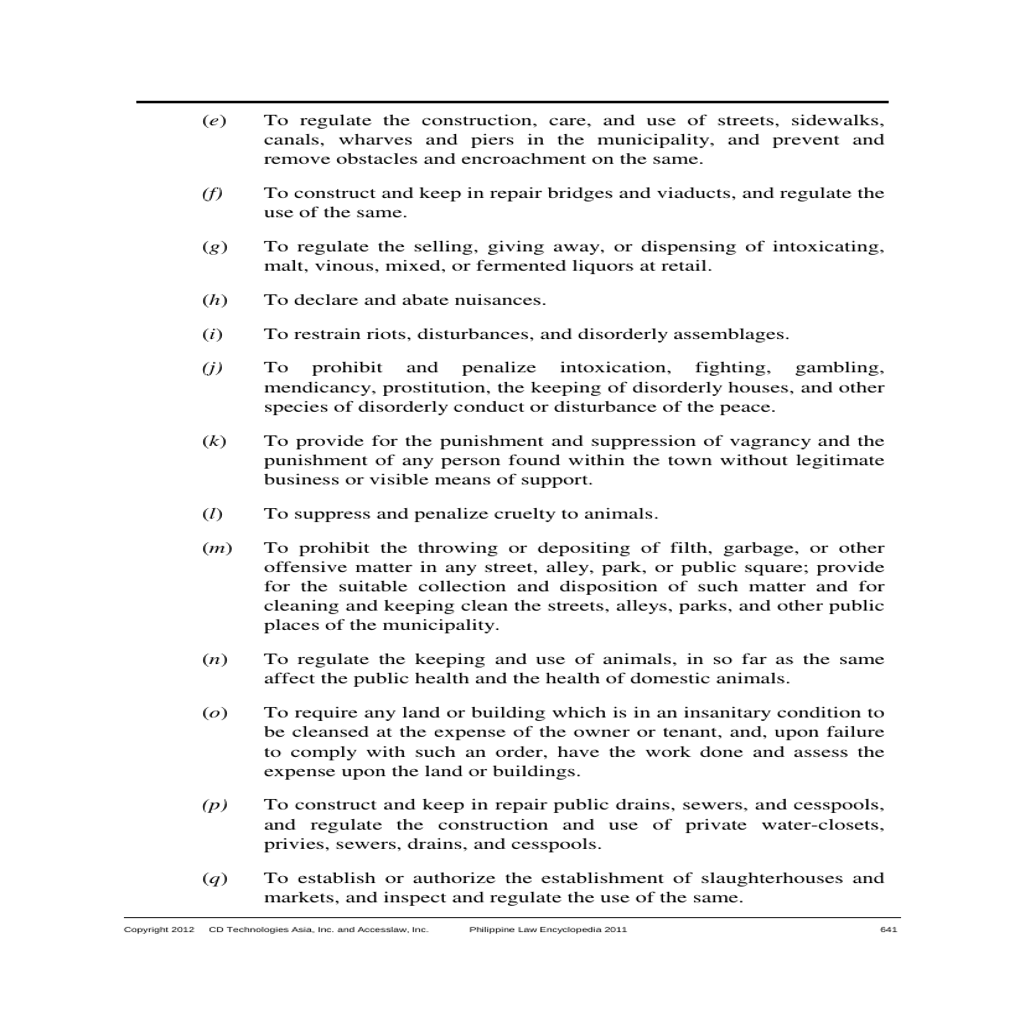 (e) To regulate the construction, care, and use of streets, sidewalks,
canals, wharves and piers in the municipality, and prevent and
remove obstacles and encroachment on the same.
(f) To construct and keep in repair bridges and viaducts, and regulate the
use of the same.
(g) To regulate the selling, giving away, or dispensing of intoxicating,
malt, vinous, mixed, or fermented liquors at retail.
(h) To declare and abate nuisances.
(i) To restrain riots, disturbances, and disorderly assemblages.
(j) To prohibit and penalize intoxication, fighting, gambling,
mendicancy, prostitution, the keeping of disorderly houses, and other
species of disorderly conduct or disturbance of the peace.
(k) To provide for the punishment and suppression of vagrancy and the
punishment of any person found within the town without legitimate
business or visible means of support.
(l) To suppress and penalize cruelty to animals.
(m) To prohibit the throwing or depositing of filth, garbage, or other
offensive matter in any street, alley, park, or public square; provide
for the suitable collection and disposition of such matter and for
cleaning and keeping clean the streets, alleys, parks, and other public
places of the municipality.
(n) To regulate the keeping and use of animals, in so far as the same
affect the public health and the health of domestic animals.
(o) To require any land or building which is in an insanitary condition to
be cleansed at the expense of the owner or tenant, and, upon failure
to comply with such an order, have the work done and assess the
expense upon the land or buildings.
(p) To construct and keep in repair public drains, sewers, and cesspools,
and regulate the construction and use of private water-closets,
privies, sewers, drains, and cesspools.
(q) To establish or authorize the establishment of slaughterhouses and
markets, and inspect and regulate the use of the same.
Copyright 2012 CD Technologies Asia, Inc. and Accesslaw, Inc. Philippine Law Encyclopedia 2011 641